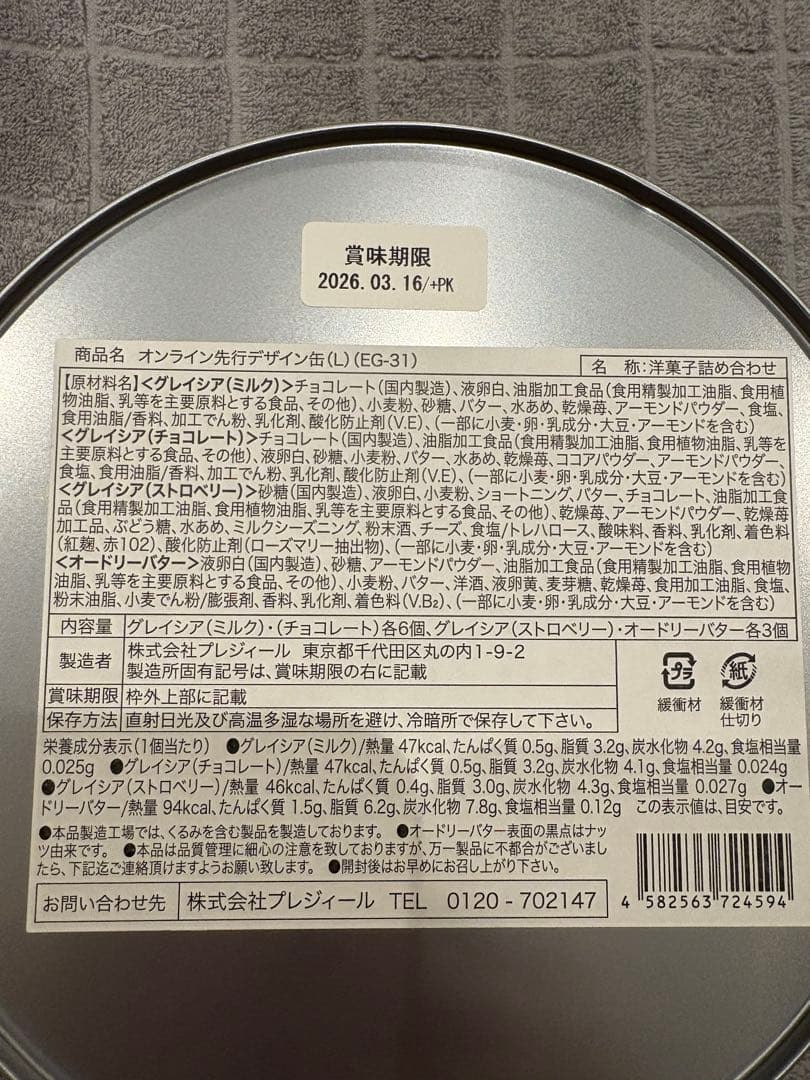 賞味期限
2026.03.16/+PK
商品名 オンライン先行デザイン缶(L)(EG-31)
名 称:洋菓子詰め合わせ
【原材料名】<グレイシア(ミルク)>チョコレート(国内製造)、液卵白、油脂加工食品(食用精製加工油脂、食用植
物油脂、乳等を主要原料とする食品、その他)、小麦粉、砂糖、バター、水あめ、乾燥苺、アーモンドパウダー、食塩、
食用油脂/香料、加工でん粉、乳化剤、酸化防止剤(V.E)、(一部に小麦・卵・乳成分・大豆・アーモンドを含む)
<グレイシア(チョコレート)>チョコレート(国内製造)、油脂加工食品(食用精製加工油脂、食用植物油脂、乳等を
主要原料とする食品、その他)、液卵白、砂糖、小麦粉、バター、水あめ、乾燥苺、ココアパウダー、アーモンドパウダー、
食塩、食用油脂/香料、加工でん粉、乳化剤、酸化防止剤(V.E)、(一部に小麦・卵・乳成分・大豆・アーモンドを含む)
<グレイシア(ストロベリー)>砂糖(国内製造)、液卵白、小麦粉、ショートニング、バター、チョコレート、油脂加工食
品(食用精製加工油脂、食用植物油脂、乳等を主要原料とする食品、その他)、乾燥苺、アーモンドパウダー、乾燥苺
加工品、ぶどう糖、水あめ、ミルクシーズニング、粉末酒、チーズ、食塩/トレハロース、酸味料、香料、乳化剤、着色料
(紅麹、赤102)、酸化防止剤(ローズマリー抽出物)、(一部に小麦・卵・乳成分・大豆・アーモンドを含む)
<オードリーバター>液卵白(国内製造)、砂糖、アーモンドパウダー、油脂加工食品(食用精製加工油脂、食用植物
油脂、乳等を主要原料とする食品、その他)、小麦粉、バター、洋酒、液卵黄、麦芽糖、乾燥苺、食用加工油脂、食塩、
粉末油脂、小麦でん粉/膨張剤、香料、乳化剤、着色料(V.B₂)、(一部に小麦・卵・乳成分・大豆・アーモンドを含む)
内容量 グレイシア(ミルク)・(チョコレート)各6個、グレイシア(ストロベリー)・オードリーバター各3個
製造者 株式会社プレジィール 東京都千代田区丸の内1-9-2
製造所固有記号は、賞味期限の右に記載
賞味期限 枠外上部に記載
保存方法 直射日光及び高温多湿な場所を避け、冷暗所で保存して下さい。
プラ
緩衝材
紙
緩衝材
仕切り
栄養成分表示(1個当たり) ●グレイシア(ミルク)/熱量 47kcal、たんぱく質 0.5g、脂質 3.2g、炭水化物 4.2g、食塩相当量
0.025g ●グレイシア(チョコレート)/熱量 47kcal、たんぱく質 0.5g、脂質 3.2g、炭水化物 4.1g、食塩相当量 0.024g
●グレイシア(ストロベリー)/熱量 46kcal、たんぱく質 0.4g、脂質 3.0g、炭水化物 4.3g、食塩相当量 0.027g ●オー
ドリーバター/熱量 94kcal、たんぱく質 1.5g、脂質 6.2g、炭水化物 7.8g、食塩相当量 0.12g この表示値は、目安です。
●本品製造工場では、くるみを含む製品を製造しております。 ●オードリーバター表面の黒点はナッ
ツ由来です。 ●本品は品質管理に細心の注意を致しておりますが、万一製品に不都合がございまし
たら、下記迄ご連絡頂けますようお願い致します。 ●開封後はお早めにお召し上がり下さい。
お問い合わせ先 株式会社プレジィール TEL 0120-702147
4 582563 724594